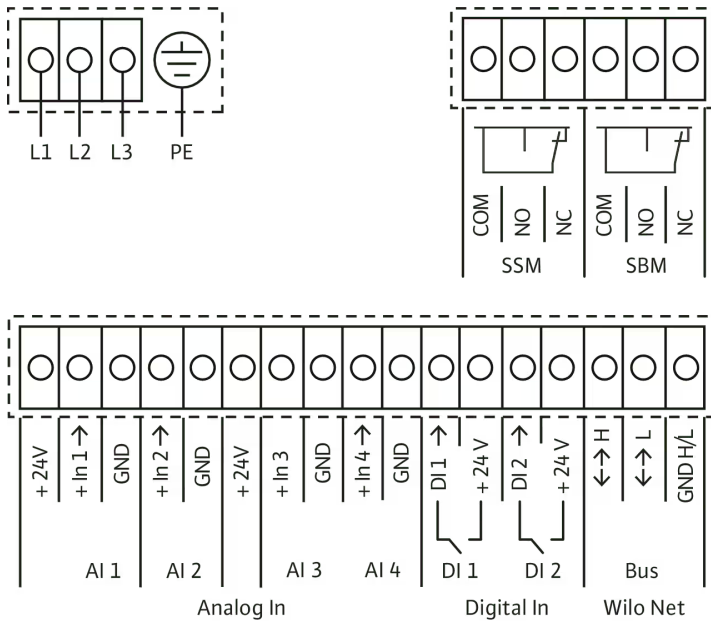 L1 L2 L3 PE
COM NO NC COM NO NC
SSM SBM
+ 24V + In 1 → GND + In 2 → GND + 24V + In 3 GND + In 4 → GND DI 1 → + 24 V DI 2 → + 24 V ↔ H ↔ L GND H/L
AI 1 AI 2 AI 3 AI 4 DI 1 DI 2 Bus
Analog In Digital In Wilo Net